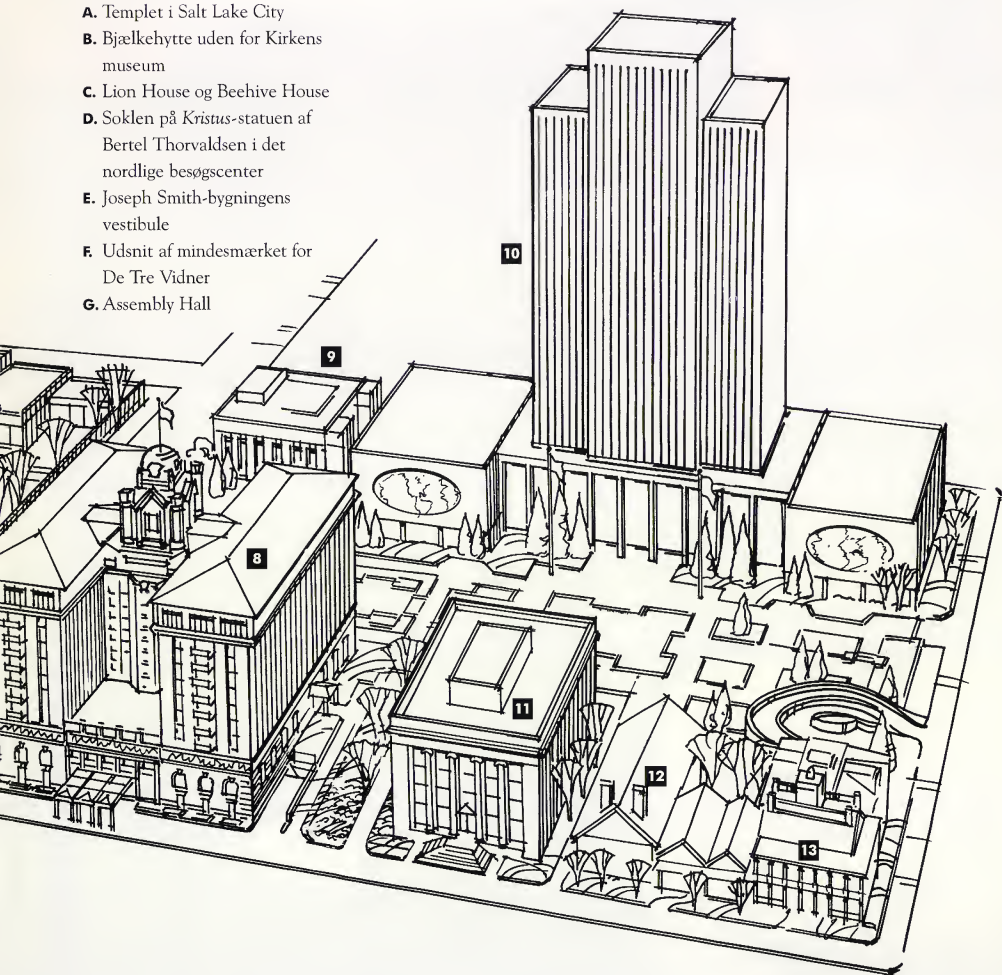 A. Templet i Salt Lake City
B. Bjælkehytte uden for Kirkens
museum
C. Lion House og Beehive House
D. Soklen på Kristus-statuen af
Bertel Thorvaldsen i det
nordlige besøgscenter
E. Joseph Smith-bygningens
vestibule
F. Udsnit af mindesmærket for
De Tre Vidner
G. Assembly Hall
10
9
8
11
12
13